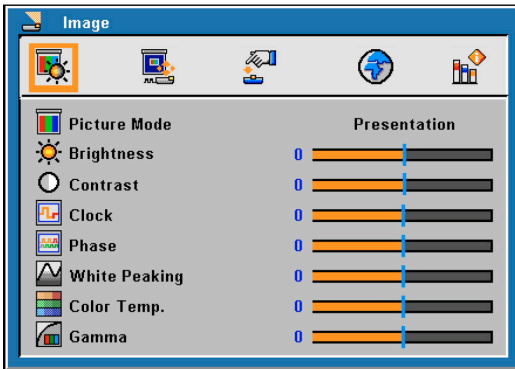 Image
Picture Mode Presentation
Brightness 0
Contrast 0
Clock 0
Phase 0
White Peaking 0
Color Temp. 0
Gamma 0